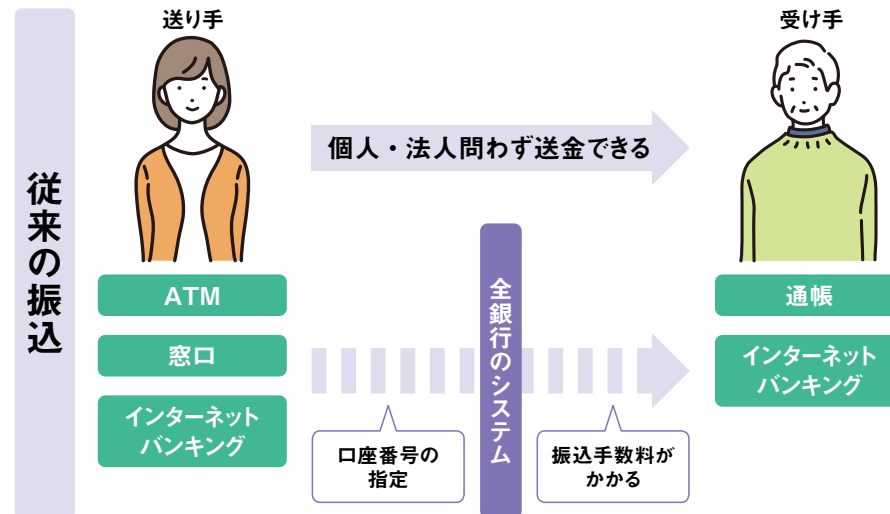 従来の振込
送り手
受け手
個人・法人問わず送金できる
ATM
窓口
インターネット
バンキング
全銀行のシステム
口座番号の
指定
振込手数料が
かかる
通帳
インターネット
バンキング